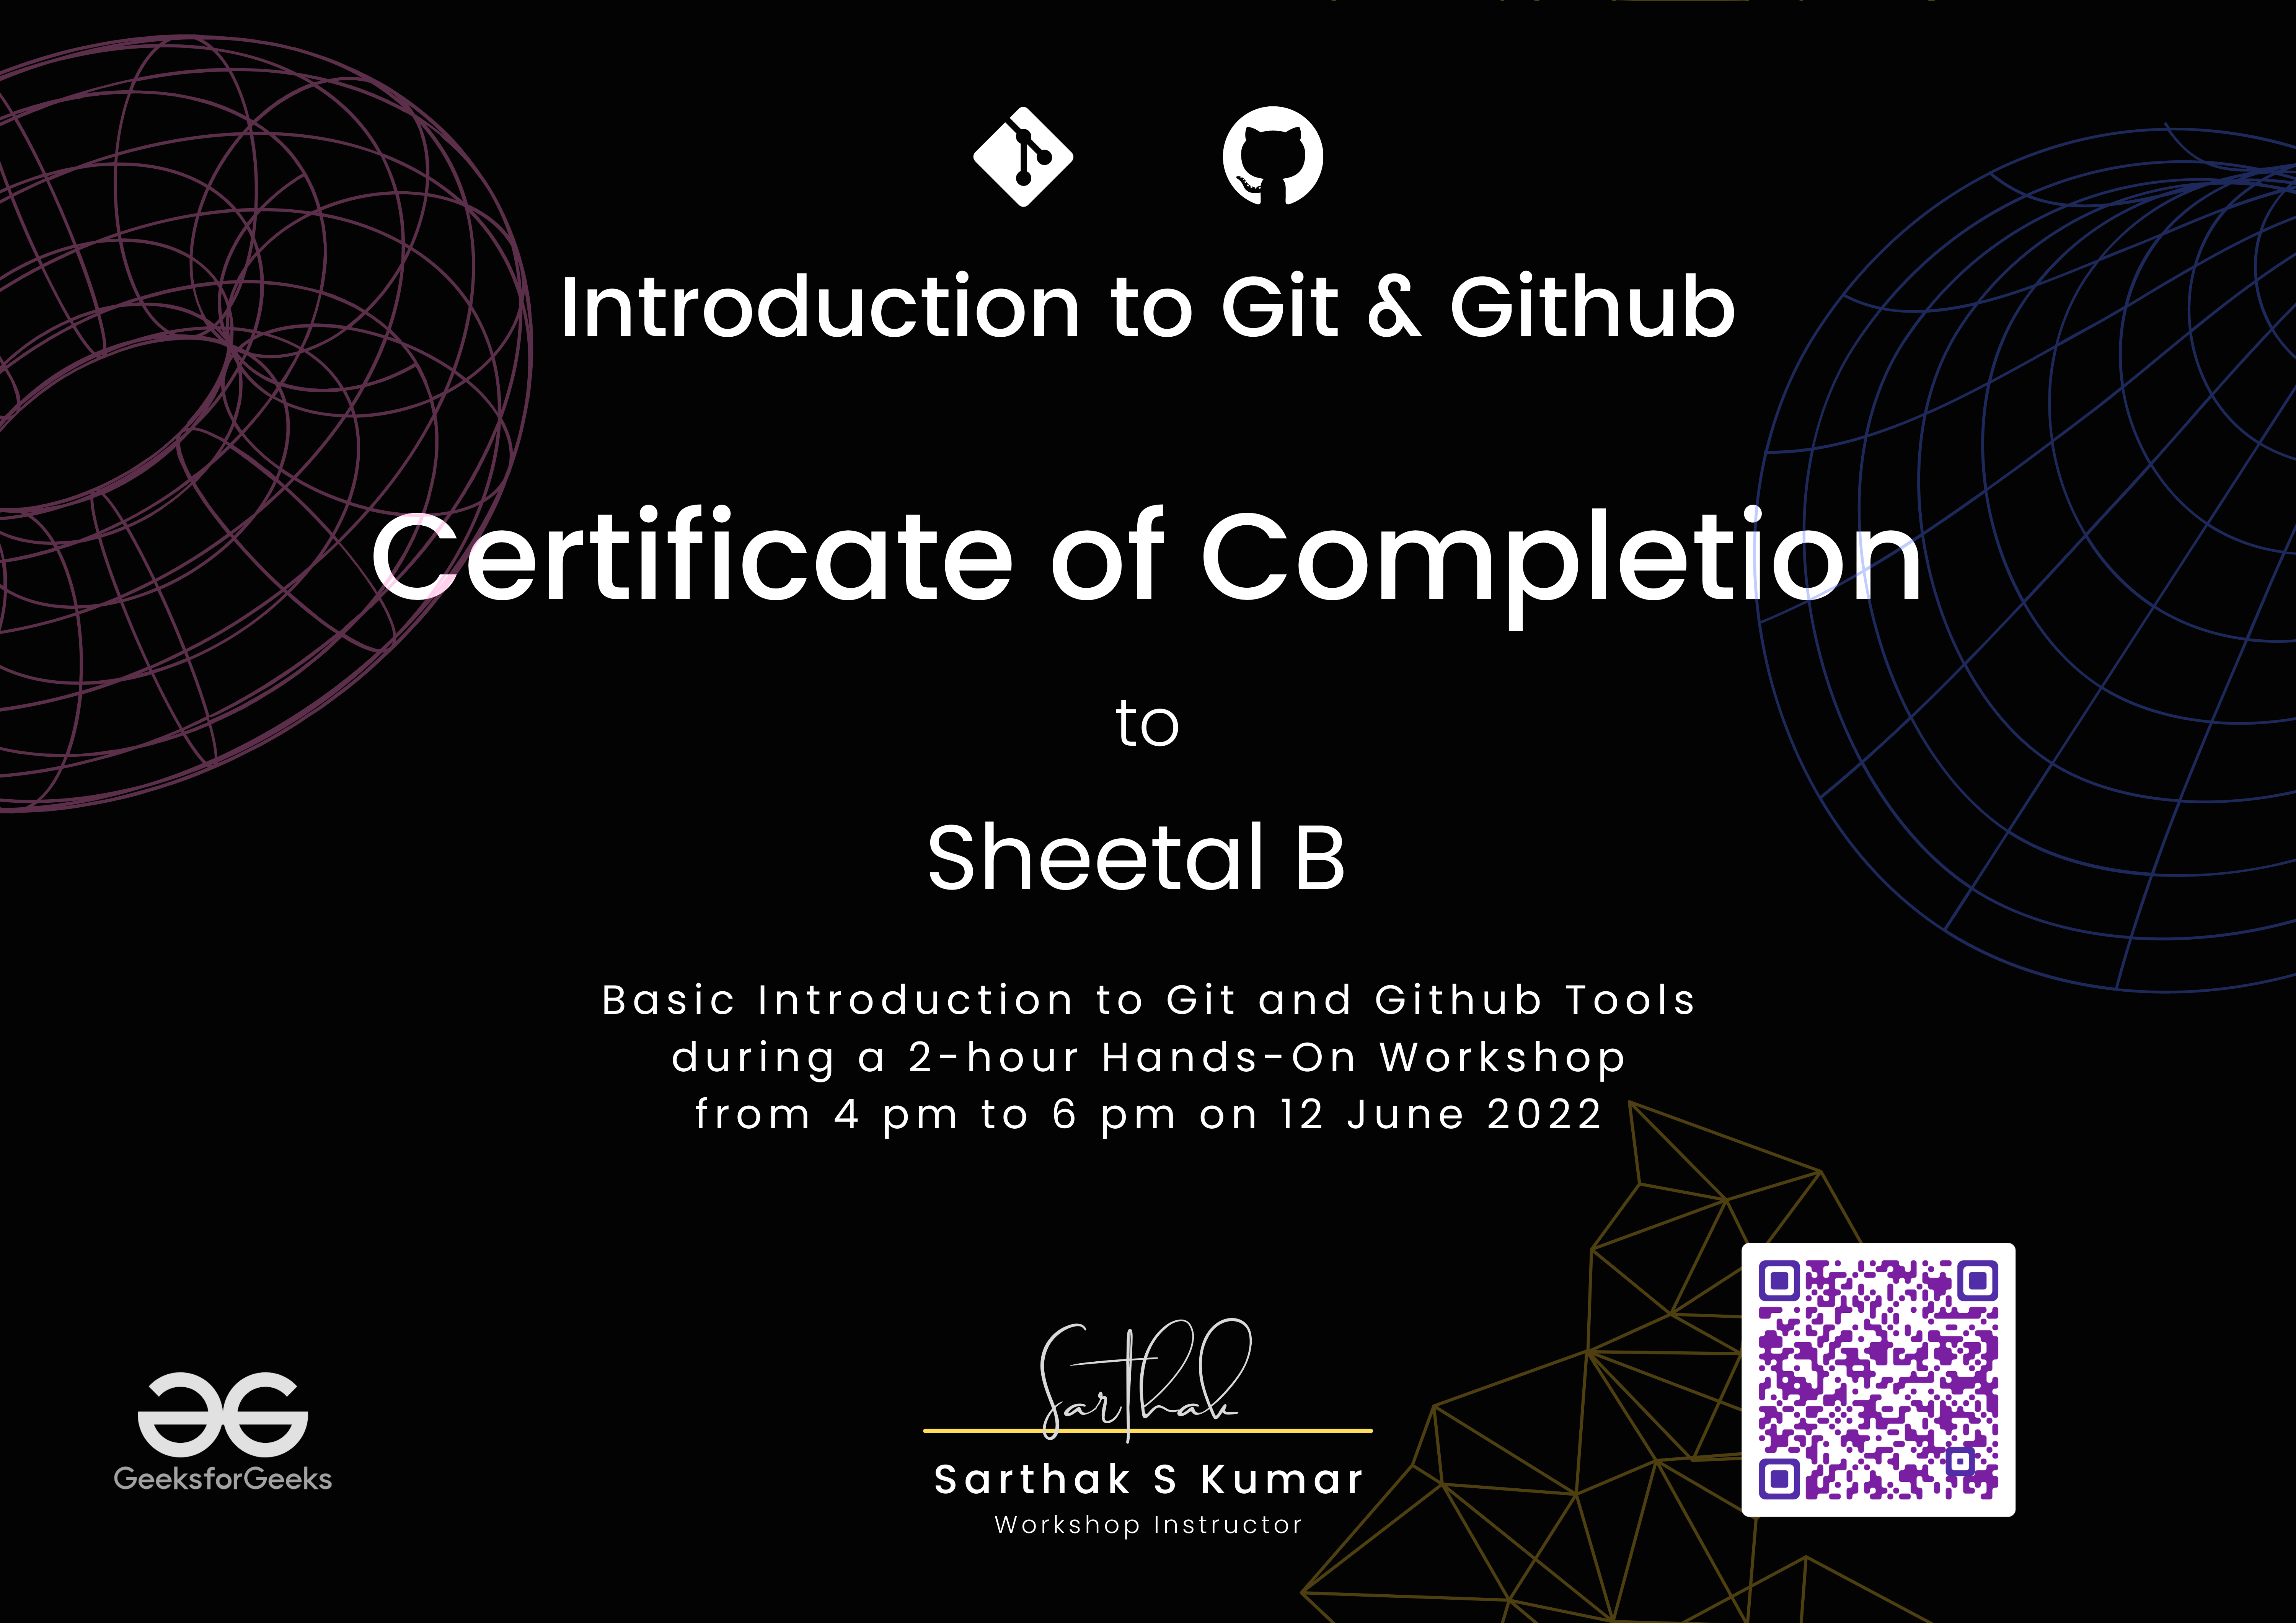 Introduction to Git & Github
Certificate of Completion
to
Sheetal B
Basic Introduction to Git and Github Tools
during a 2-hour Hands-On Workshop
from 4 pm to 6 pm on 12 June 2022
Sarthak
Sarthak S Kumar
Workshop Instructor
GeeksforGeeks